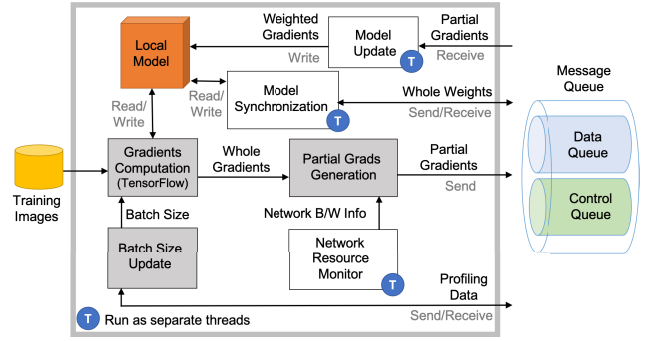 Weighted
Gradients
Write
Partial
Gradients
Receive
Local
Model
Model
Update
T
Read/
Write
Read/
Write
Model
Synchronization
T
Whole Weights
Send/Receive
Message
Queue
Data
Queue
Control
Queue
Training
Images
Gradients
Computation
(TensorFlow)
Whole
Gradients
Partial Grads
Generation
Partial
Gradients
Send
Batch Size
Network B/W Info
Batch Size
Update
Network
Resource
Monitor
T
Profiling
Data
Send/Receive
T Run as separate threads